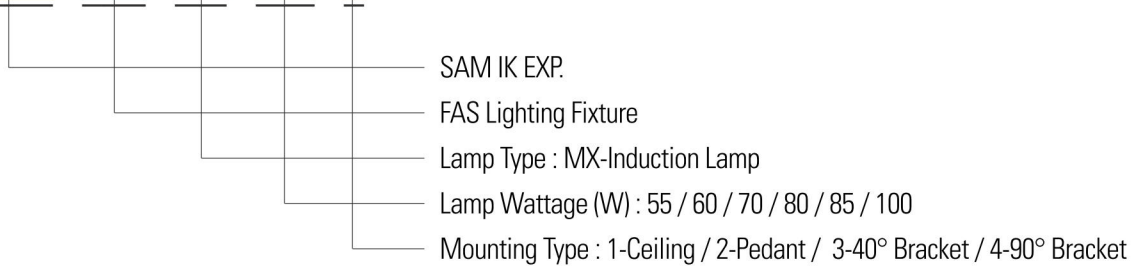 SAM IK EXP.
FAS Lighting Fixture
Lamp Type : MX-Induction Lamp
Lamp Wattage (W) : 55 / 60 / 70 / 80 / 85 / 100
Mounting Type : 1-Ceiling / 2-Pedant / 3-40° Bracket / 4-90° Bracket